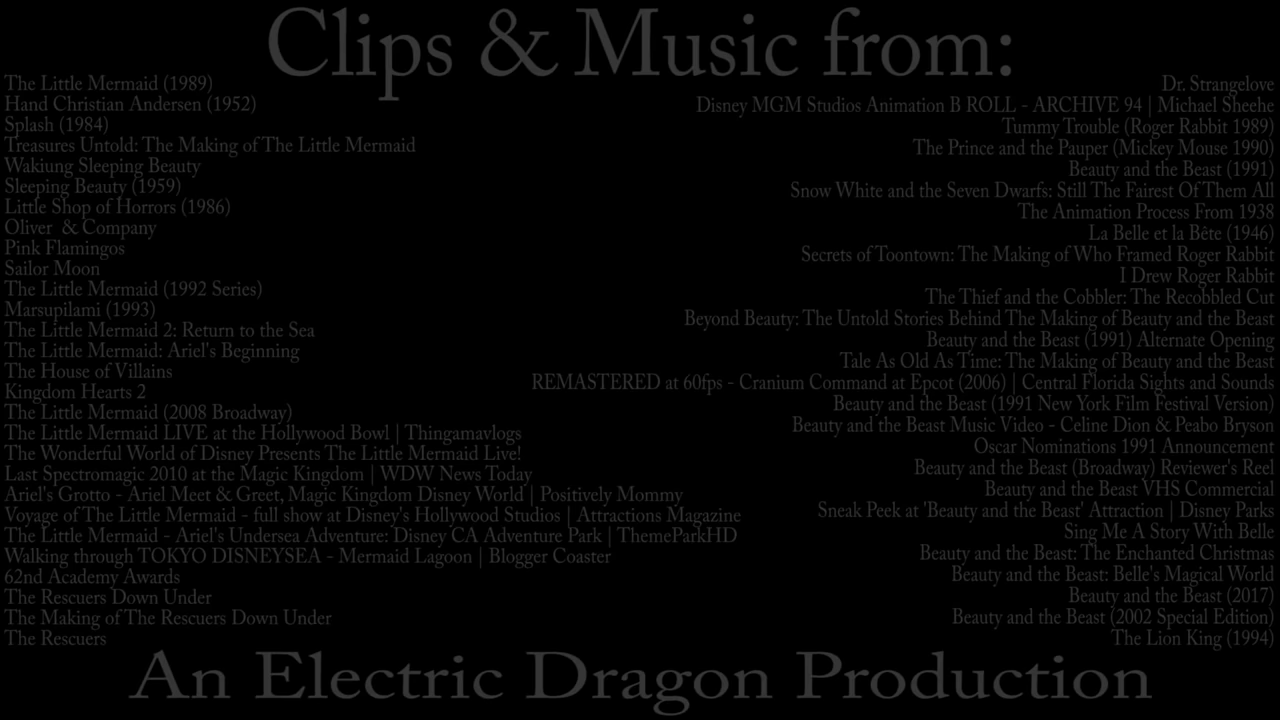 Clips & Music from:
The Little Mermaid (1989)
Hand Christian Andersen (1952)
Splash (1984)
Treasures Untold: The Making of The Little Mermaid
Wakiung Sleeping Beauty
Sleeping Beauty (1959)
Little Shop of Horrors (1986)
Oliver & Company
Pink Flamingos
Sailor Moon
The Little Mermaid (1992 Series)
Marsupilami (1993)
The Little Mermaid 2: Return to the Sea
The Little Mermaid: Ariel's Beginning
The House of Villains
Kingdom Hearts 2
The Little Mermaid (2008 Broadway)
The Little Mermaid LIVE at the Hollywood Bowl | Thingamavlogs
The Wonderful World of Disney Presents The Little Mermaid Live!
Last Spectromagic 2010 at the Magic Kingdom | WDW News Today
Ariel's Grotto - Ariel Meet & Greet, Magic Kingdom Disney World | Positively Mommy
Voyage of The Little Mermaid - full show at Disney's Hollywood Studios | Attractions Magazine
The Little Mermaid - Ariel's Undersea Adventure: Disney CA Adventure Park | ThemeParkHD
Walking through TOKYO DISNEYSEA - Mermaid Lagoon | Blogger Coaster
62nd Academy Awards
The Rescuers Down Under
The Making of The Rescuers Down Under
The Rescuers
Dr. Strangelove
Disney MGM Studios Animation B ROLL - ARCHIVE 94 | Michael Sheehe
Tummy Trouble (Roger Rabbit 1989)
The Prince and the Pauper (Mickey Mouse 1990)
Beauty and the Beast (1991)
Snow White and the Seven Dwarfs: Still The Fairest Of Them All
The Animation Process From 1938
La Belle et la Bête (1946)
Secrets of Toontown: The Making of Who Framed Roger Rabbit
I Drew Roger Rabbit
The Thief and the Cobbler: The Recobbled Cut
Beyond Beauty: The Untold Stories Behind The Making of Beauty and the Beast
Beauty and the Beast (1991) Alternate Opening
Tale As Old As Time: The Making of Beauty and the Beast
REMASTERED at 60fps - Cranium Command at Epcot (2006) | Central Florida Sights and Sounds
Beauty and the Beast (1991 New York Film Festival Version)
Beauty and the Beast Music Video - Celine Dion & Peabo Bryson
Oscar Nominations 1991 Announcement
Beauty and the Beast (Broadway) Reviewer's Reel
Beauty and the Beast VHS Commercial
Sneak Peek at 'Beauty and the Beast' Attraction | Disney Parks
Sing Me A Story With Belle
Beauty and the Beast: The Enchanted Christmas
Beauty and the Beast: Belle's Magical World
Beauty and the Beast (2017)
Beauty and the Beast (2002 Special Edition)
The Lion King (1994)
An Electric Dragon Production